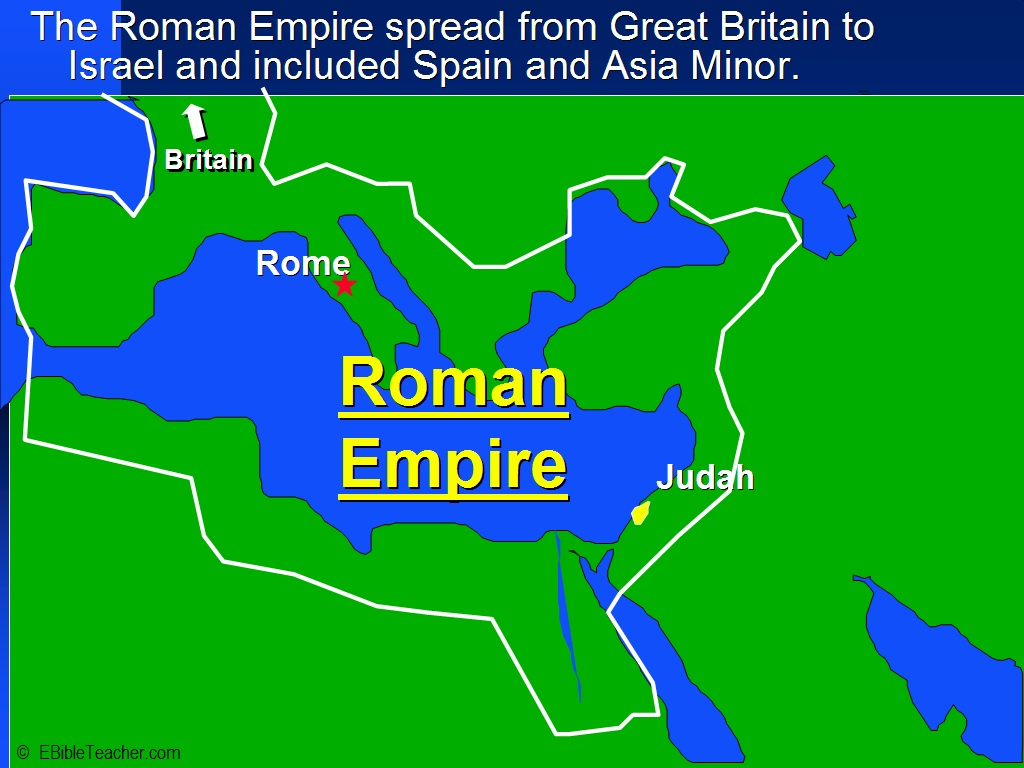 The Roman Empire spread from Great Britain to
Israel and included Spain and Asia Minor.
Britain
Rome
Roman
Empire
Judah
© EBibleTeacher.com